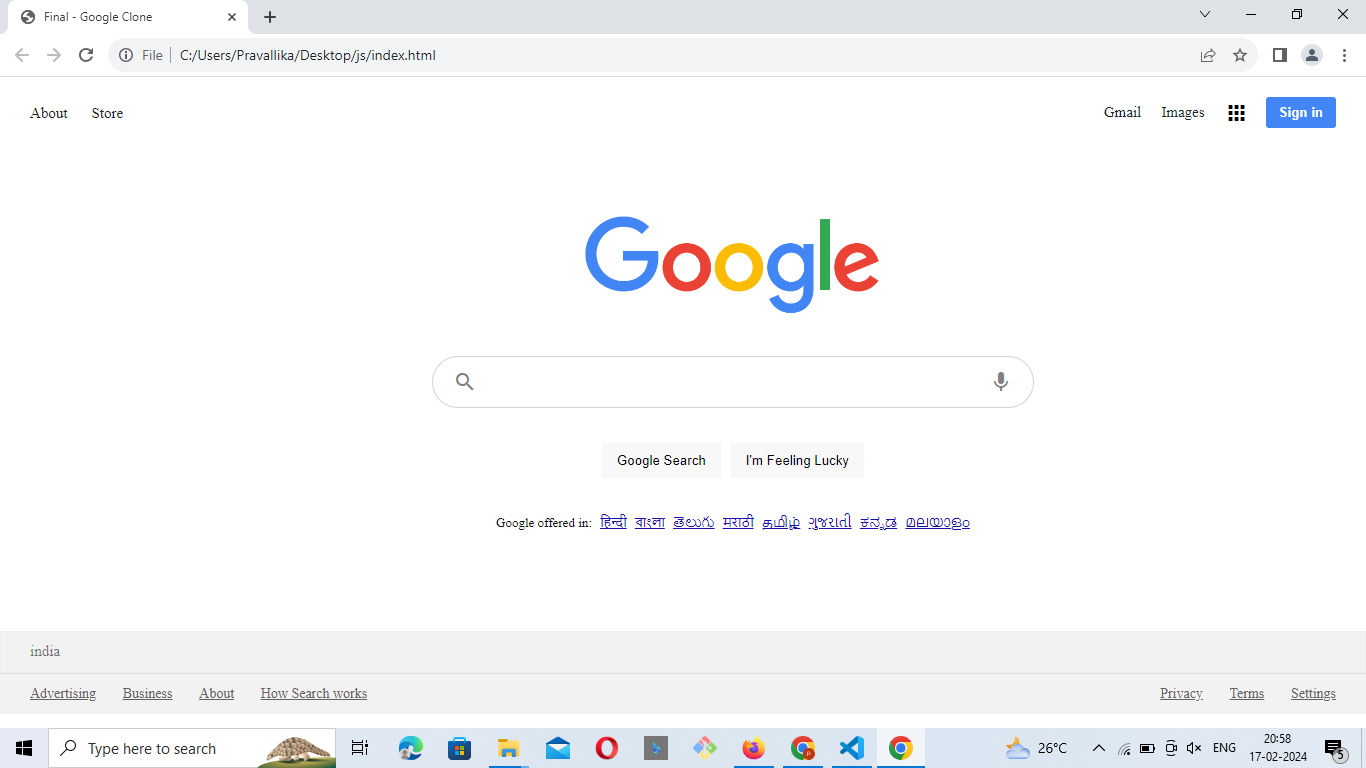 Final - Google Clone
File C:/Users/Pravallika/Desktop/js/index.html
About Store Gmail Images Sign in
Google
Google Search I'm Feeling Lucky
Google offered in: हिन्दी বাংলা తెలుగు मराठी தமிழ் ગુજરાતી ಕನ್ನಡ മലയാളം
india
Advertising Business About How Search works Privacy Terms Settings
Type here to search 26°C ENG 20:58
17-02-2024 5